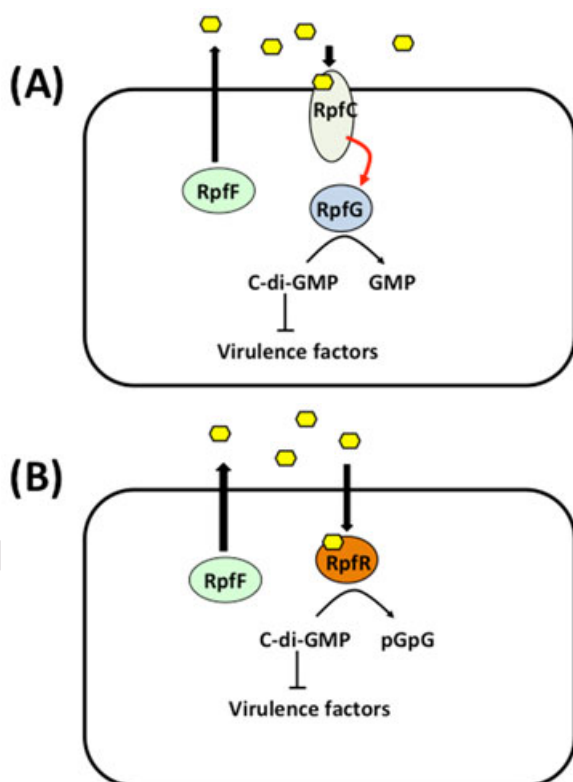 (A)
RpfC
RpfF
RpfG
C-di-GMP GMP
Virulence factors
(B)
RpfF
RpfR
C-di-GMP pGpG
Virulence factors